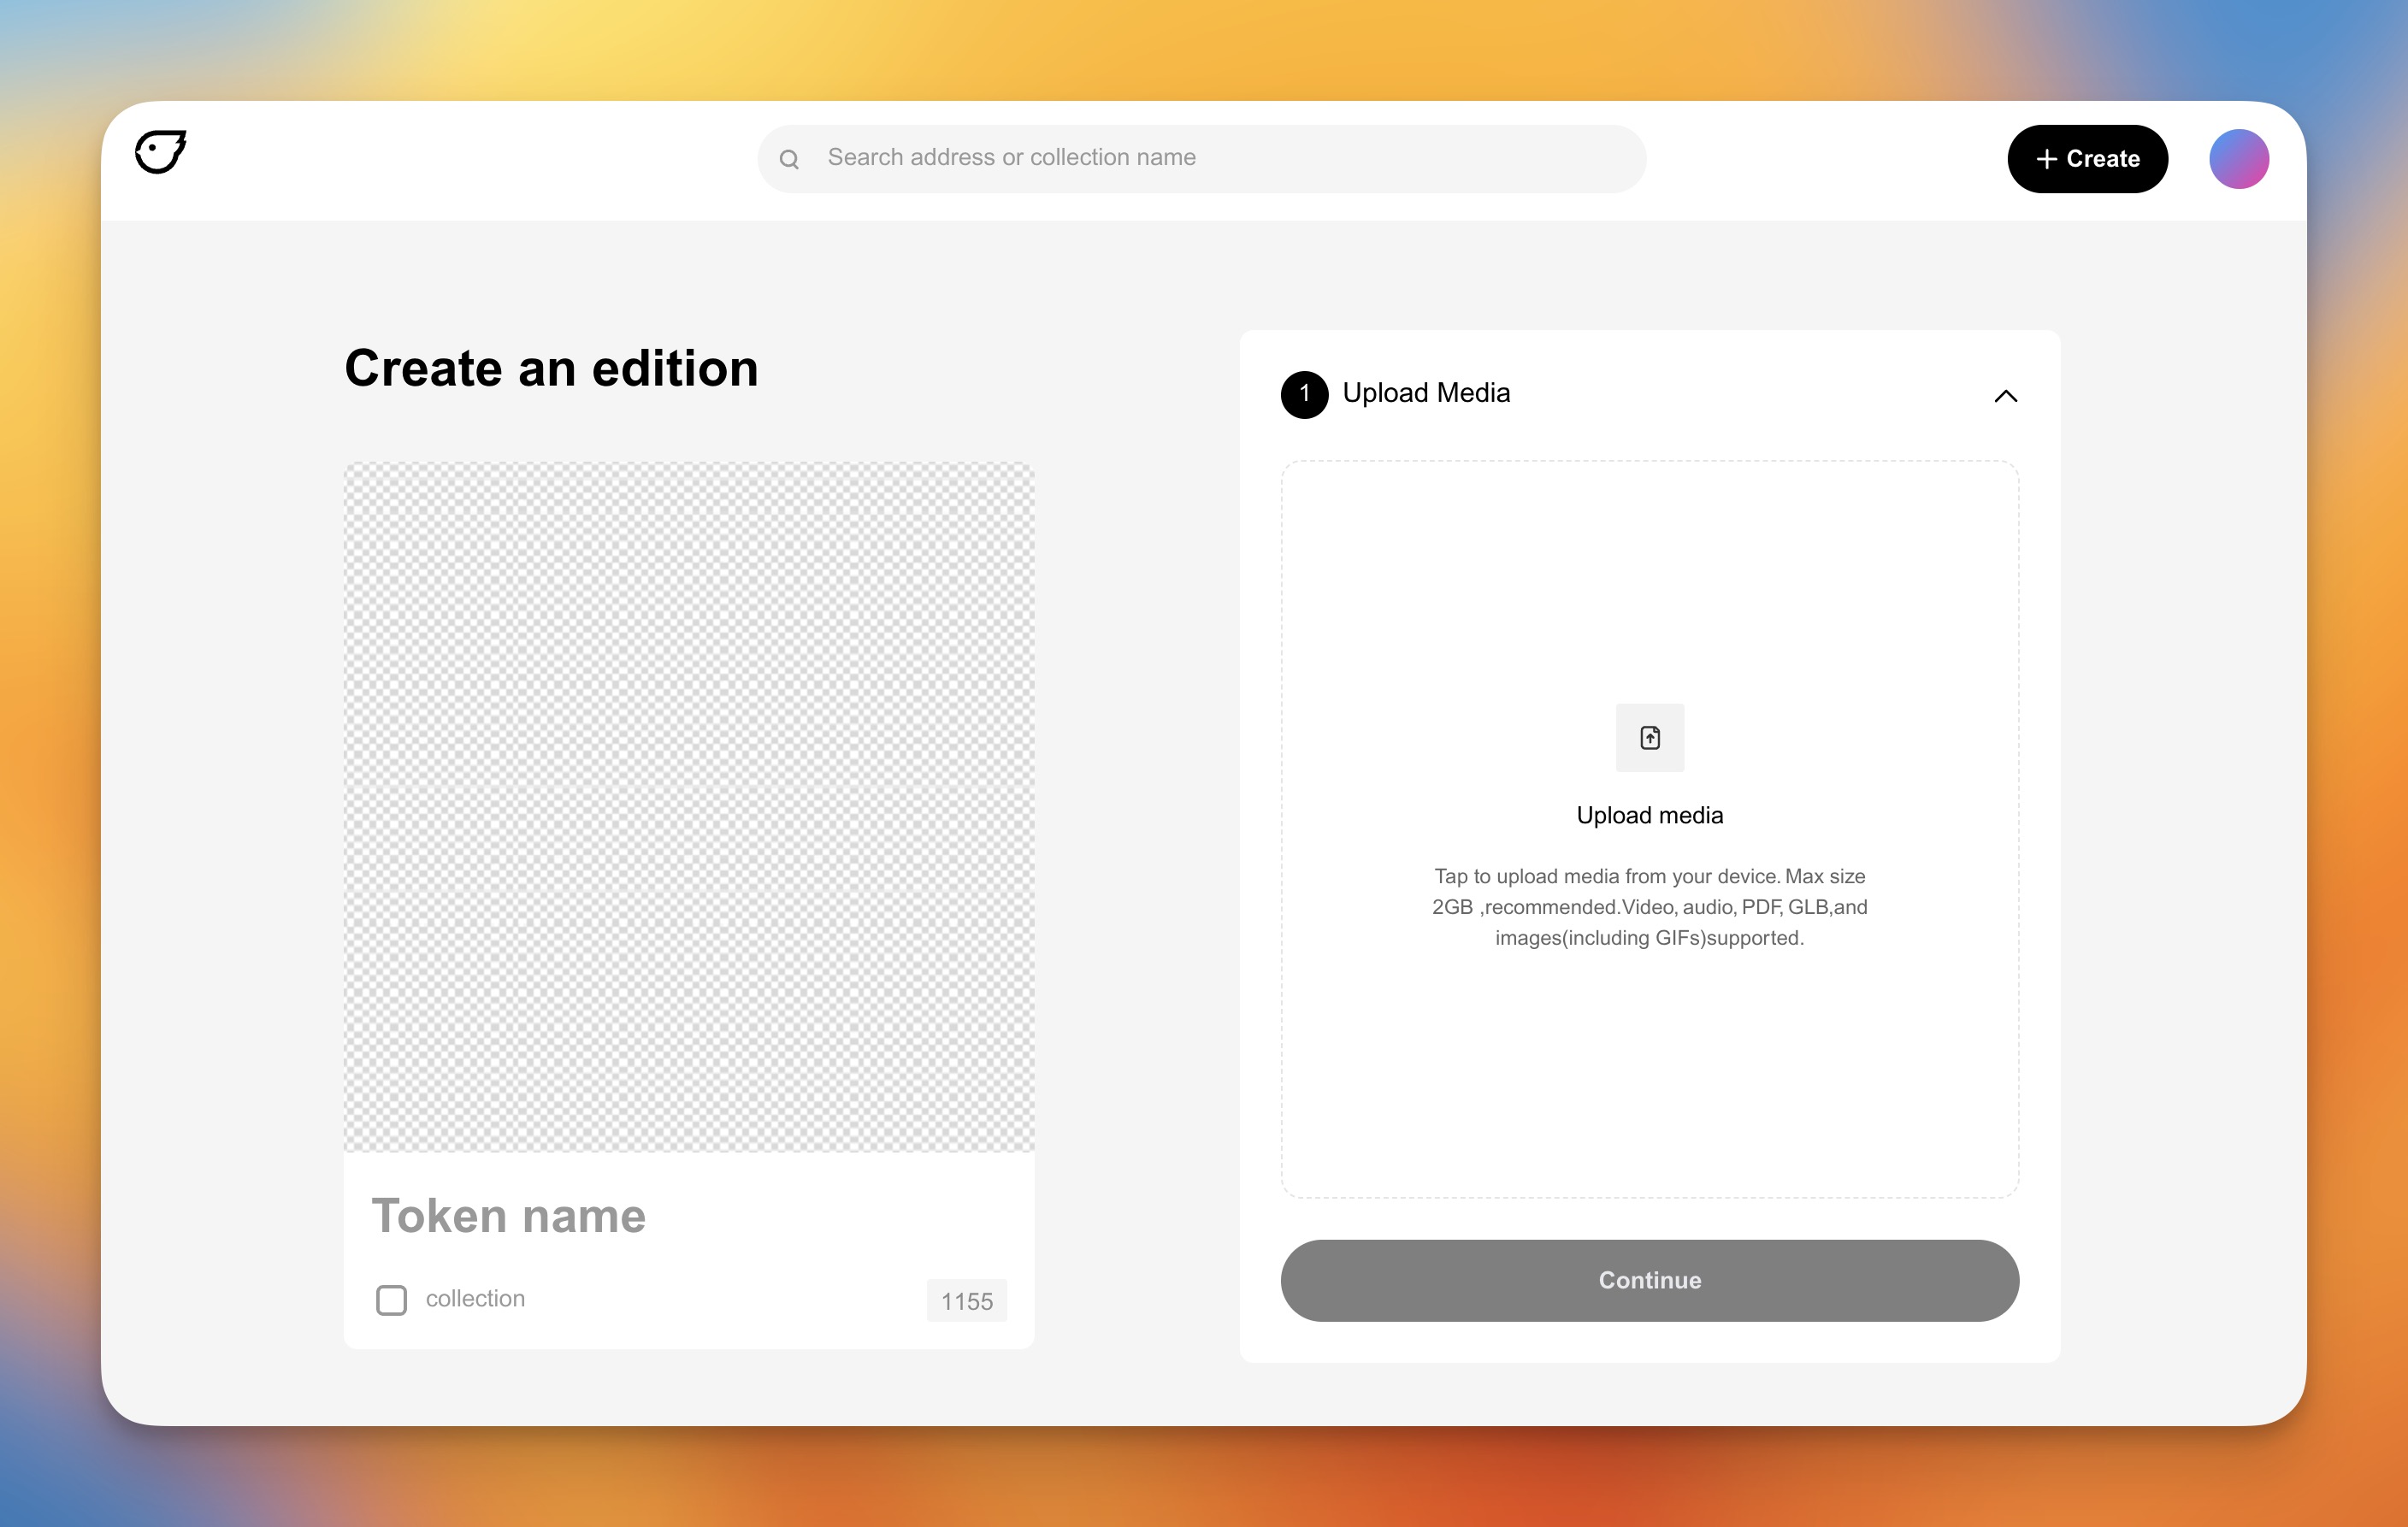 Search address or collection name
Create
Create an edition
Token name
collection
1155
1
Upload Media
Upload media
Tap to upload media from your device. Max size
2GB ,recommended.Video, audio, PDF, GLB,and
images(including GIFs)supported.
Continue